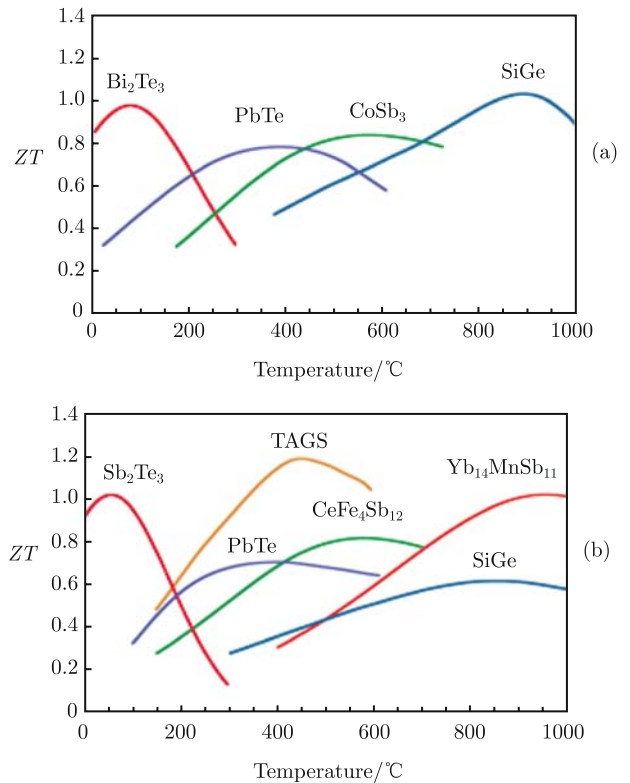 1.4
1.2
Bi₂Te₃
SiGe
1.0
PbTe
CoSb₃
0.8
ZT
(a)
0.6
0.4
0.2
0
0 200 400 600 800 1000
Temperature/℃
1.4
1.2
TAGS
Sb₂Te₃
Yb₁₄MnSb₁₁
1.0
CeFe₄Sb₁₂
0.8
PbTe
SiGe
ZT
(b)
0.6
0.4
0.2
0
0 200 400 600 800 1000
Temperature/℃